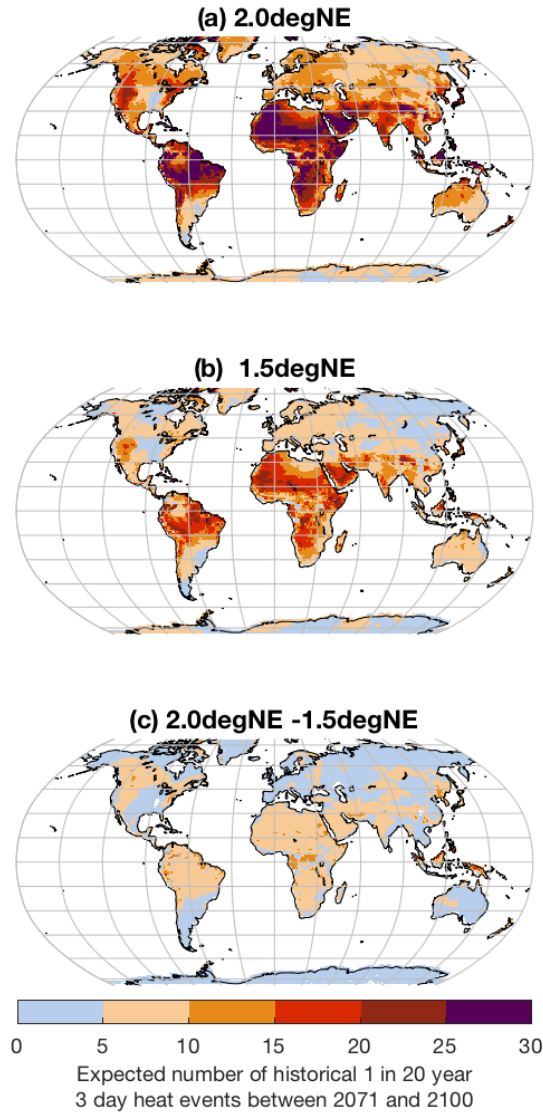 (a) 2.0degNE
(b) 1.5degNE
(c) 2.0degNE -1.5degNE
0 5 10 15 20 25 30
Expected number of historical 1 in 20 year
3 day heat events between 2071 and 2100